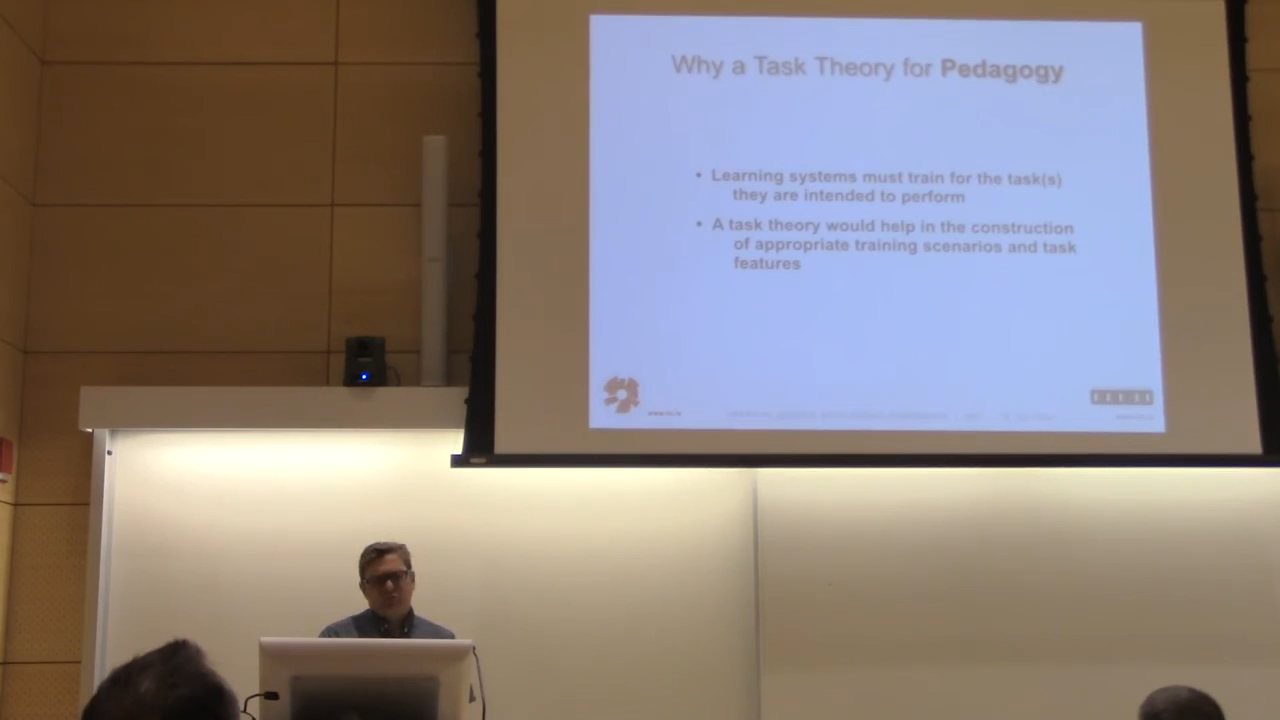 Why a Task Theory for Pedagogy
• Learning systems must train for the task(s)
they are intended to perform
• A task theory would help in the construction
of appropriate training scenarios and task
features